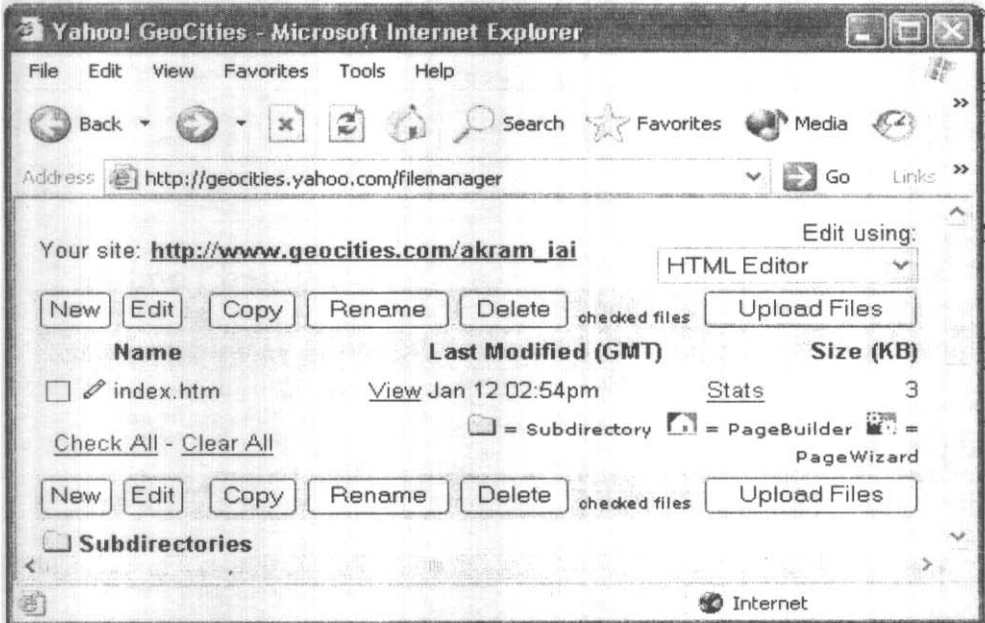 Yahoo! GeoCities - Microsoft Internet Explorer
File Edit View Favorites Tools Help
Back Search Favorites Media
Address http://geocities.yahoo.com/filemanager Go Links
Your site: http://www.geocities.com/akram_iai
Edit using:
HTML Editor
New Edit Copy Rename Delete checked files Upload Files
Name Last Modified (GMT) Size (KB)
index.htm View Jan 12 02:54pm Stats 3
= Subdirectory = PageBuilder =
PageWizard
Check All - Clear All
New Edit Copy Rename Delete checked files Upload Files
Subdirectories
Internet